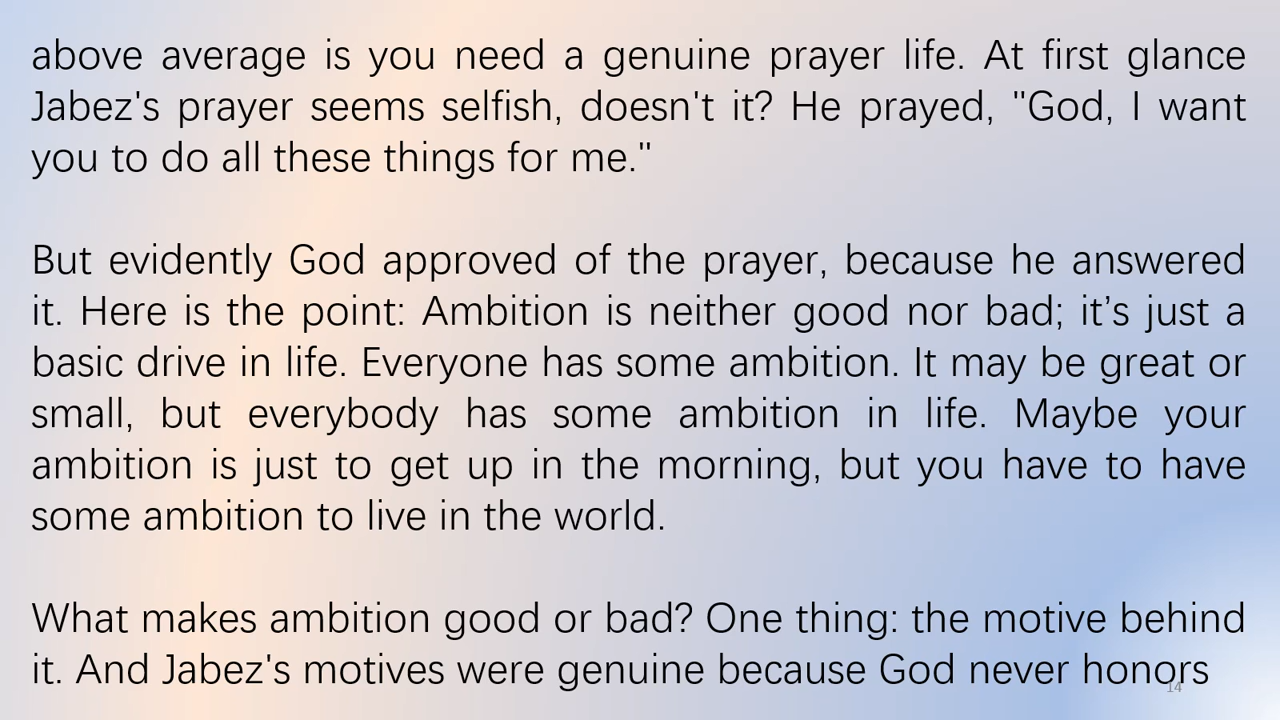 above average is you need a genuine prayer life. At first glance
Jabez's prayer seems selfish, doesn't it? He prayed, "God, I want
you to do all these things for me."
But evidently God approved of the prayer, because he answered
it. Here is the point: Ambition is neither good nor bad; it’s just a
basic drive in life. Everyone has some ambition. It may be great or
small, but everybody has some ambition in life. Maybe your
ambition is just to get up in the morning, but you have to have
some ambition to live in the world.
What makes ambition good or bad? One thing: the motive behind
it. And Jabez's motives were genuine because God never honors
14